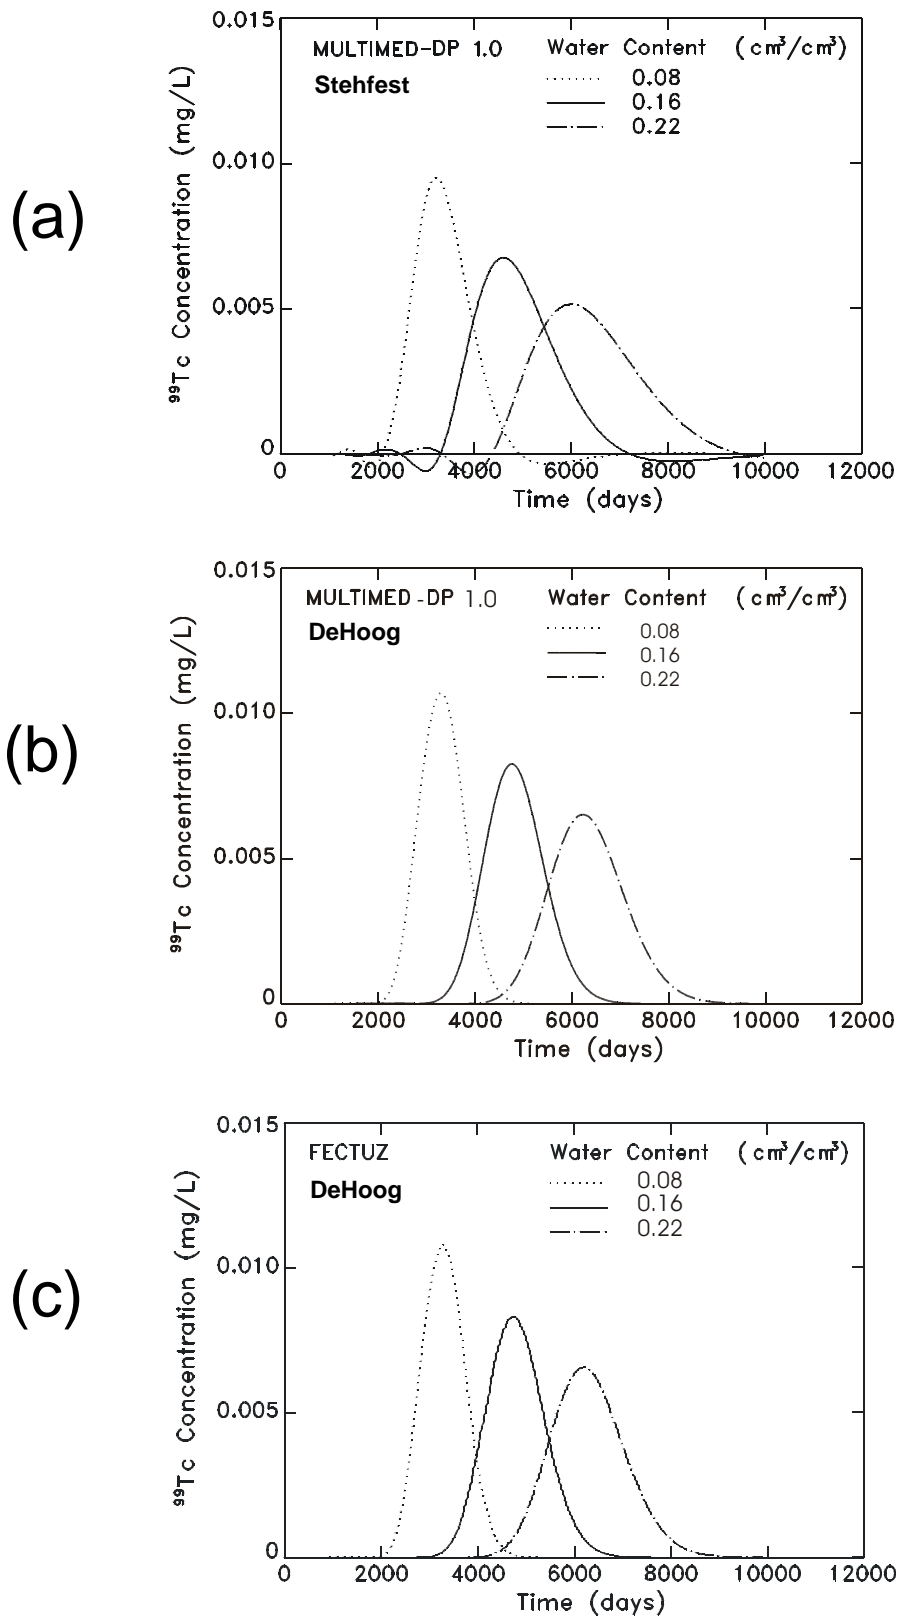 (a)
MULTIMED-DP 1.0
Stehfest
Water Content (cm³/cm³)
0.08
0.16
0.22
⁹⁹Tc Concentration (mg/L)
0.015
0.010
0.005
0
0 2000 4000 6000 8000 10000 12000
Time (days)
(b)
MULTIMED-DP 1.0
DeHoog
Water Content (cm³/cm³)
0.08
0.16
0.22
⁹⁹Tc Concentration (mg/L)
0.015
0.010
0.005
0
0 2000 4000 6000 8000 10000 12000
Time (days)
(c)
FECTUZ
DeHoog
Water Content (cm³/cm³)
0.08
0.16
0.22
⁹⁹Tc Concentration (mg/L)
0.015
0.010
0.005
0
0 2000 4000 6000 8000 10000 12000
Time (days)